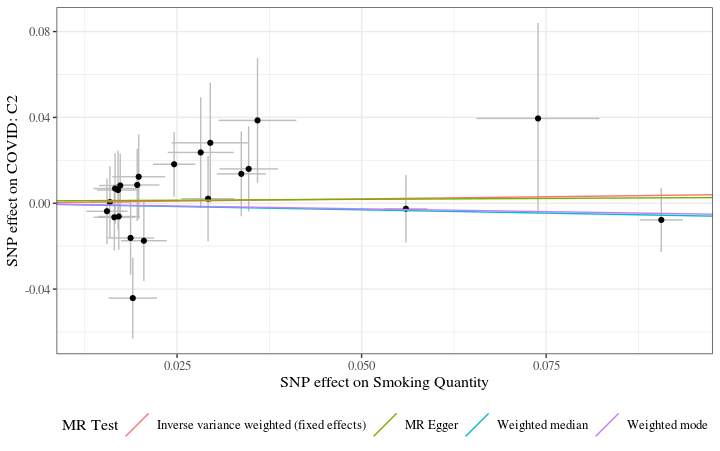 SNP effect on COVID: C2
0.08
0.04
0.00
-0.04
0.025 0.050 0.075
SNP effect on Smoking Quantity
MR Test Inverse variance weighted (fixed effects) MR Egger Weighted median Weighted mode